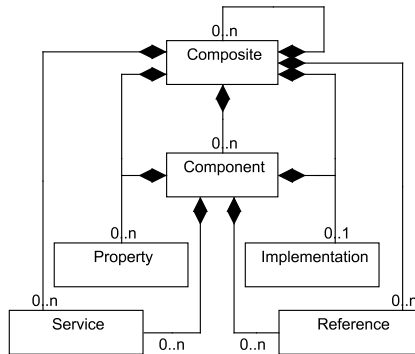 0..n
Composite
0..n
Component
0..n
0..1
Property
Implementation
0..n
0..n
Service
Reference
0..n
0..n